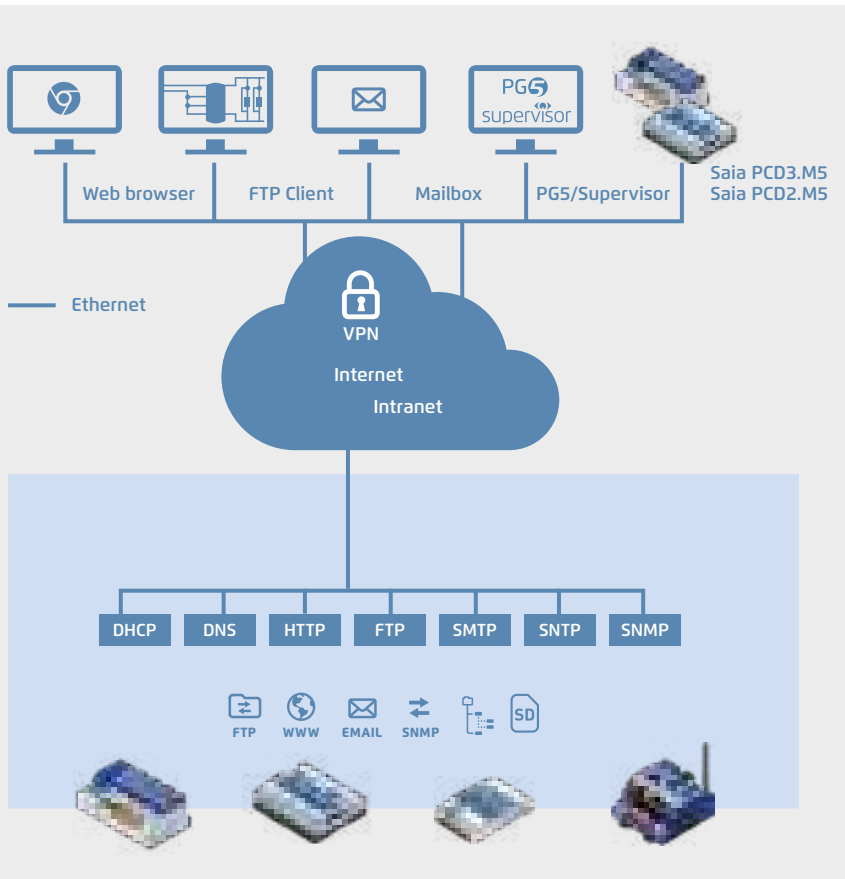 PG5
supervisor
Saia PCD3.M5
Web browser
FTP Client
Mailbox
PG5/Supervisor
Saia PCD2.M5
Ethernet
VPN
Internet
Intranet
DHCP
DNS
HTTP
FTP
SMTP
SNTP
SNMP
SD
FTP
WWW
EMAIL
SNMP